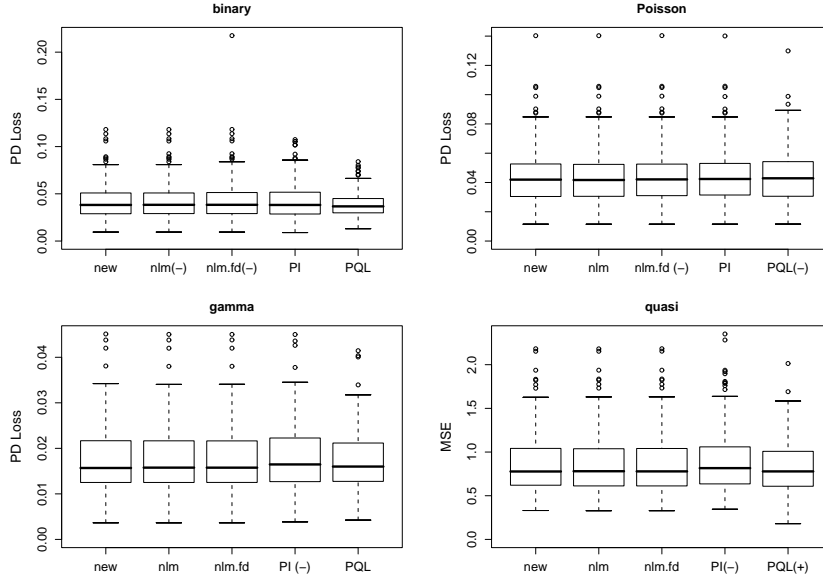 binary
PD Loss
0.00 0.05 0.10 0.15 0.20
new nlm(−) nlm.fd(−) PI PQL
Poisson
PD Loss
0.00 0.04 0.08 0.12
new nlm nlm.fd (−) PI PQL(−)
gamma
PD Loss
0.00 0.01 0.02 0.03 0.04
new nlm nlm.fd PI (−) PQL
quasi
MSE
0.0 0.5 1.0 1.5 2.0
new nlm nlm.fd PI(−) PQL(+)